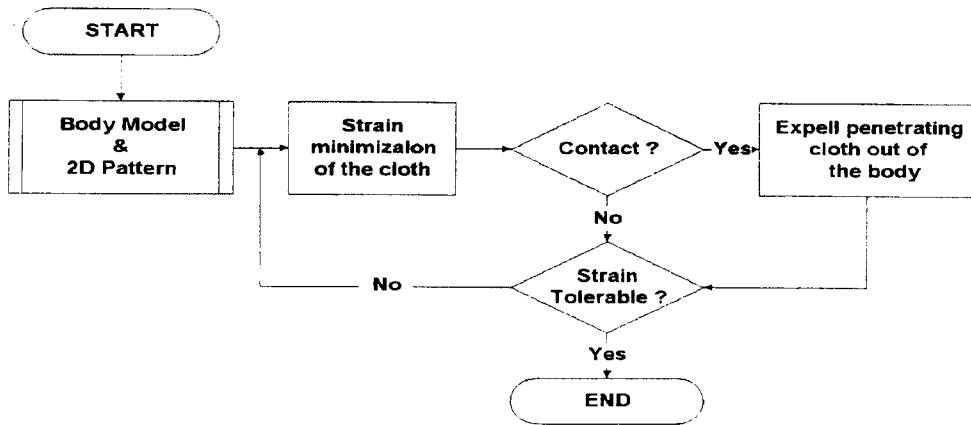 START
Body Model
&
2D Pattern
Strain
minimizaion
of the cloth
Contact ?
Yes
Expell penetrating
cloth out of
the body
No
Strain
Tolerable ?
No
Yes
END